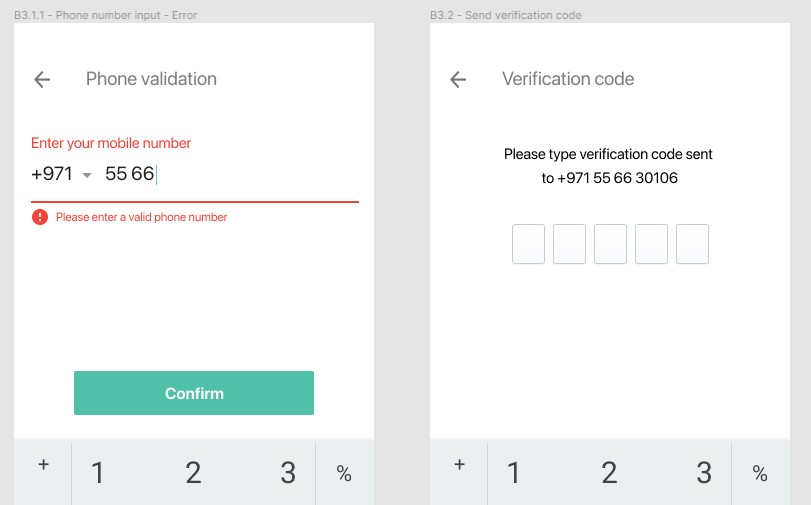 B3.1.1 - Phone number input - Error
Phone validation
Enter your mobile number
+971 55 66
! Please enter a valid phone number
Confirm
+ 1 2 3 %
B3.2 - Send verification code
Verification code
Please type verification code sent
to +971 55 66 30106
+ 1 2 3 %